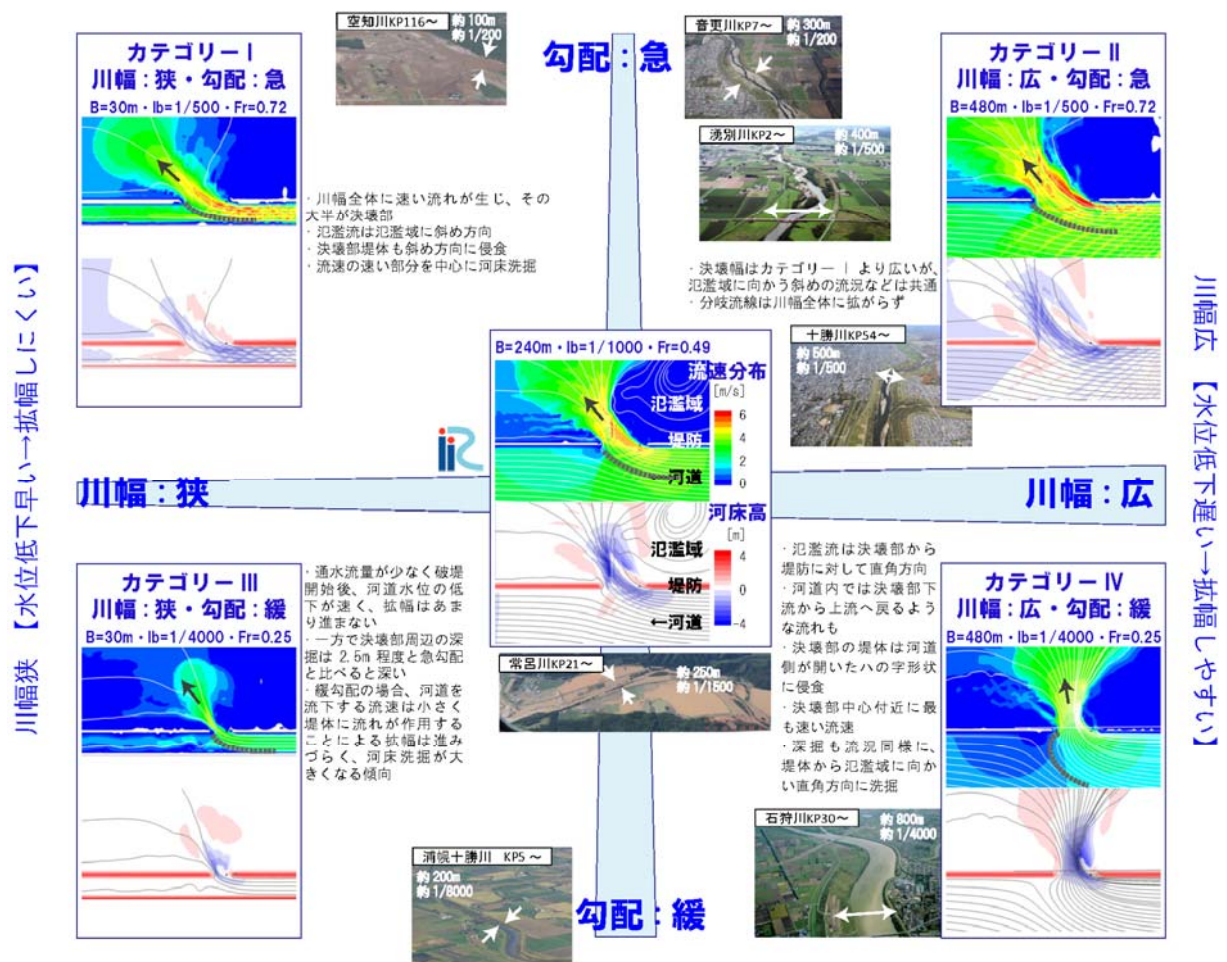 空知川KP116～
約100m
約1/200
勾配：急
音更川KP7～
約300m
約1/200
カテゴリーⅠ
川幅：狭・勾配：急
B=30m・Ib=1/500・Fr=0.72
・川幅全体に速い流れが生じ、その
大半が決壊部
・氾濫流は氾濫域に斜め方向
・決壊部堤体も斜め方向に侵食
・流速の速い部分を中心に河床洗掘
湧別川KP2～
約400m
約1/500
カテゴリーⅡ
川幅：広・勾配：急
B=480m・Ib=1/500・Fr=0.72
・決壊幅はカテゴリーⅠより広いが、
氾濫域に向かう斜めの流況などは共通
・分岐流線は川幅全体に拡がらず
十勝川KP54～
約500m
約1/500
川幅狭 【水位低下早い→拡幅しにくい】
川幅広 【水位低下遅い→拡幅しやすい】
B=240m・Ib=1/1000・Fr=0.49
流速分布
[m/s]
氾濫域
堤防
河道
6
4
2
0
河床高
[m]
氾濫域
堤防
←河道
4
0
-4
iRIC
川幅：狭
川幅：広
カテゴリーⅢ
川幅：狭・勾配：緩
B=30m・Ib=1/4000・Fr=0.25
・通水流量が少なく破堤
開始後、河道水位の低
下が速く、拡幅はあま
り進まない
・一方で決壊部周辺の深
掘は2.5m程度と急勾配
と比べると深い
・緩勾配の場合、河道を
流下する流速は小さく
堤体に流れが作用する
ことによる拡幅は進み
づらく、河床洗掘が大
きくなる傾向
常呂川KP21～
約250m
約1/1500
・氾濫流は決壊部から
堤防に対して直角方向
・河道内では決壊部下
流から上流へ戻るよう
な流れも
・決壊部の堤体は河道
側が開いたハの字形状
に侵食
・決壊部中心付近に最
も速い流速
・深掘も流況同様に、
堤体から氾濫域に向か
い直角方向に洗掘
カテゴリーⅣ
川幅：広・勾配：緩
B=480m・Ib=1/4000・Fr=0.25
浦幌十勝川 KP5～
約200m
約1/8000
勾配：緩
石狩川KP30～
約800m
約1/4000